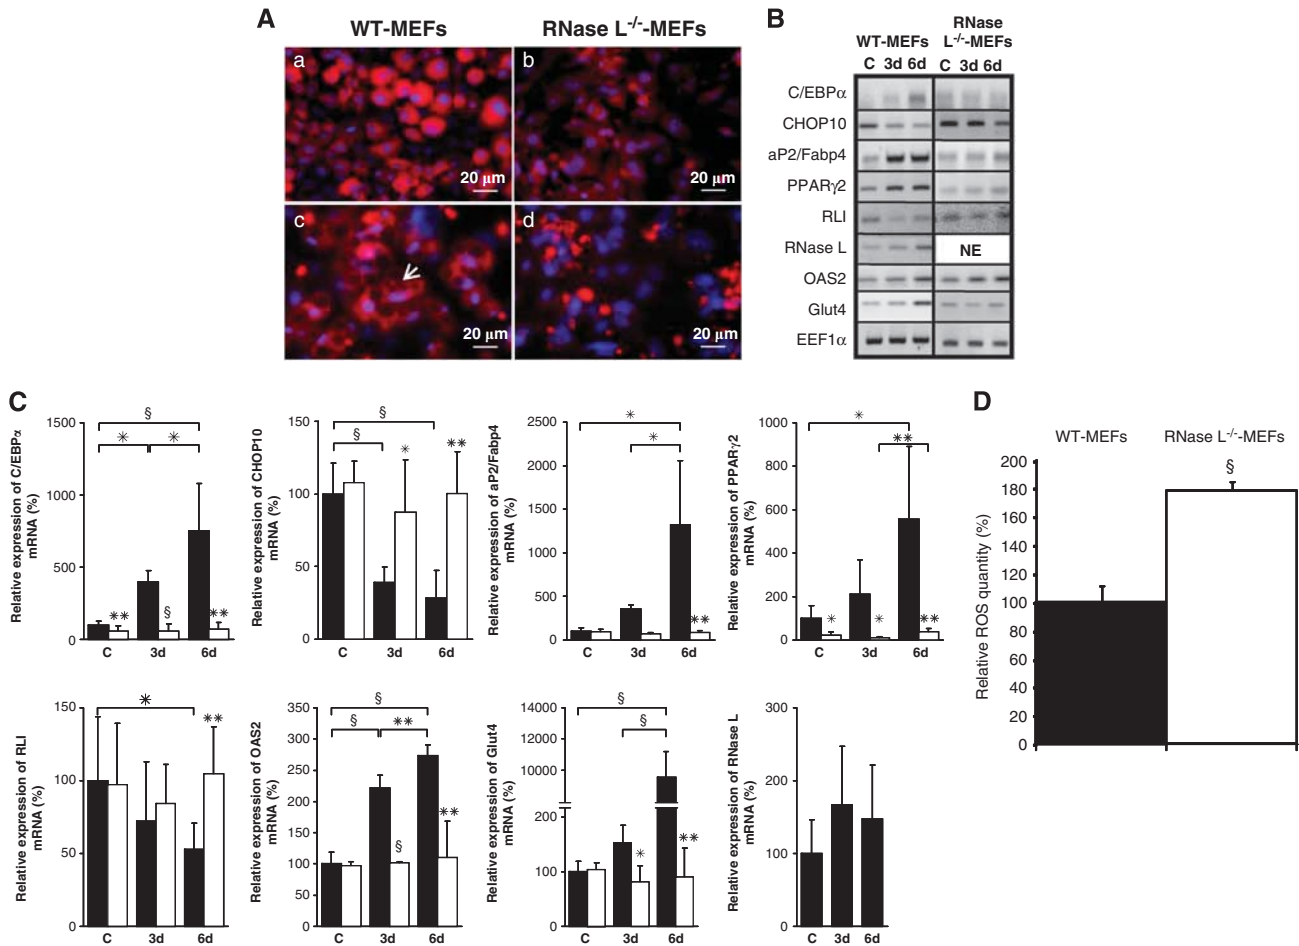 A
WT-MEFs
RNase L-/--MEFs
a
20 μm
b
20 μm
c
20 μm
d
20 μm
B
WT-MEFs
RNase
L-/--MEFs
C 3d 6d
C 3d 6d
C/EBPα
CHOP10
aP2/Fabp4
PPARγ2
RLI
RNase L
NE
OAS2
Glut4
EEF1α
C
Relative expression of C/EBPα
mRNA (%)
1500
1000
500
0
§
* *
** § **
C 3d 6d
Relative expression of CHOP10
mRNA (%)
150
100
50
0
§
§
* **
C 3d 6d
Relative expression of aP2/Fabp4
mRNA (%)
2500
2000
1500
1000
500
0
*
*
**
C 3d 6d
Relative expression of PPARγ2
mRNA (%)
1000
800
600
400
200
0
*
**
* * **
C 3d 6d
D
WT-MEFs
RNase L-/--MEFs
§
Relative ROS quantity (%)
200
180
160
140
120
100
80
60
40
20
0
Relative expression of RLI
mRNA (%)
150
100
50
0
*
**
C 3d 6d
Relative expression of OAS2
mRNA (%)
350
300
250
200
150
100
50
0
§
§ **
§ **
C 3d 6d
Relative expression of Glut4
mRNA (%)
14000
10000
200
100
0
§
§
* **
C 3d 6d
Relative expression of RNase L
mRNA (%)
300
200
100
0
C 3d 6d